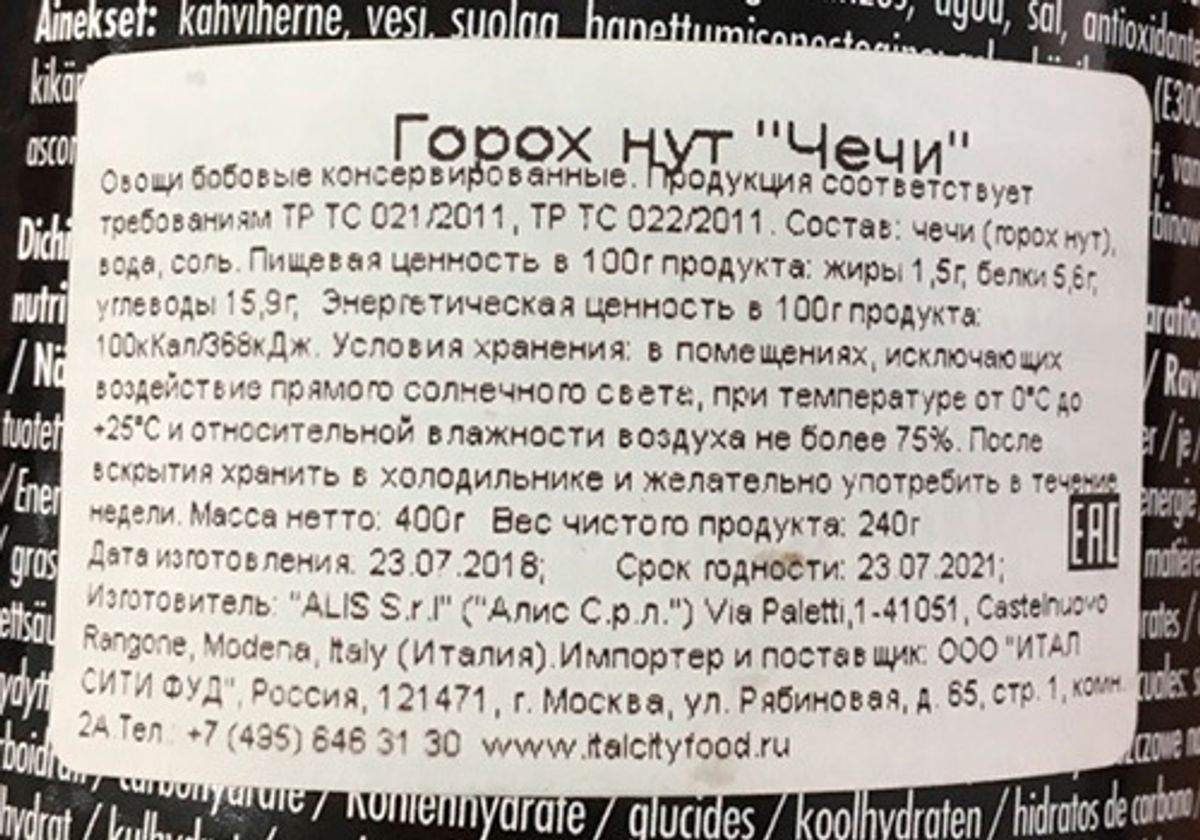 Ainekset: kahviherne, vesi, suolaa, hapettumisenestoaine:
agua, sal, antioxidante
(E300
Горох нут "Чечи"
Овощи бобовые консервированные. Продукция соответствует
требованиям ТР ТС 021/2011, ТР ТС 022/2011. Состав: чечи (горох нут),
вода, соль. Пищевая ценность в 100г продукта: жиры 1,5г, белки 5,6г,
углеводы 15,9г, Энергетическая ценность в 100г продукта:
100кКал/368кДж. Условия хранения: в помещениях, исключающих
воздействие прямого солнечного света, при температуре от 0°C до
+25°C и относительной влажности воздуха не более 75%. После
вскрытия хранить в холодильнике и желательно употребить в течение
недели. Масса нетто: 400г Вес чистого продукта: 240г
EAC
Дата изготовления: 23.07.2018; Срок годности: 23.07.2021;
Изготовитель: "ALIS S.r.l" ("Алис С.р.л.") Via Paletti,1-41051, Castelnuovo
Rangone, Modena, Italy (Италия).Импортер и поставщик: ООО "ИТАЛ
СИТИ ФУД", Россия, 121471, г. Москва, ул. Рябиновая, д. 65, стр. 1, комн.
2А.Тел.: +7 (495) 646 31 30 www.italcityfood.ru
carbohydrate / Kohlenhydrate / glucides / koolhydraten / hidratos de carbono